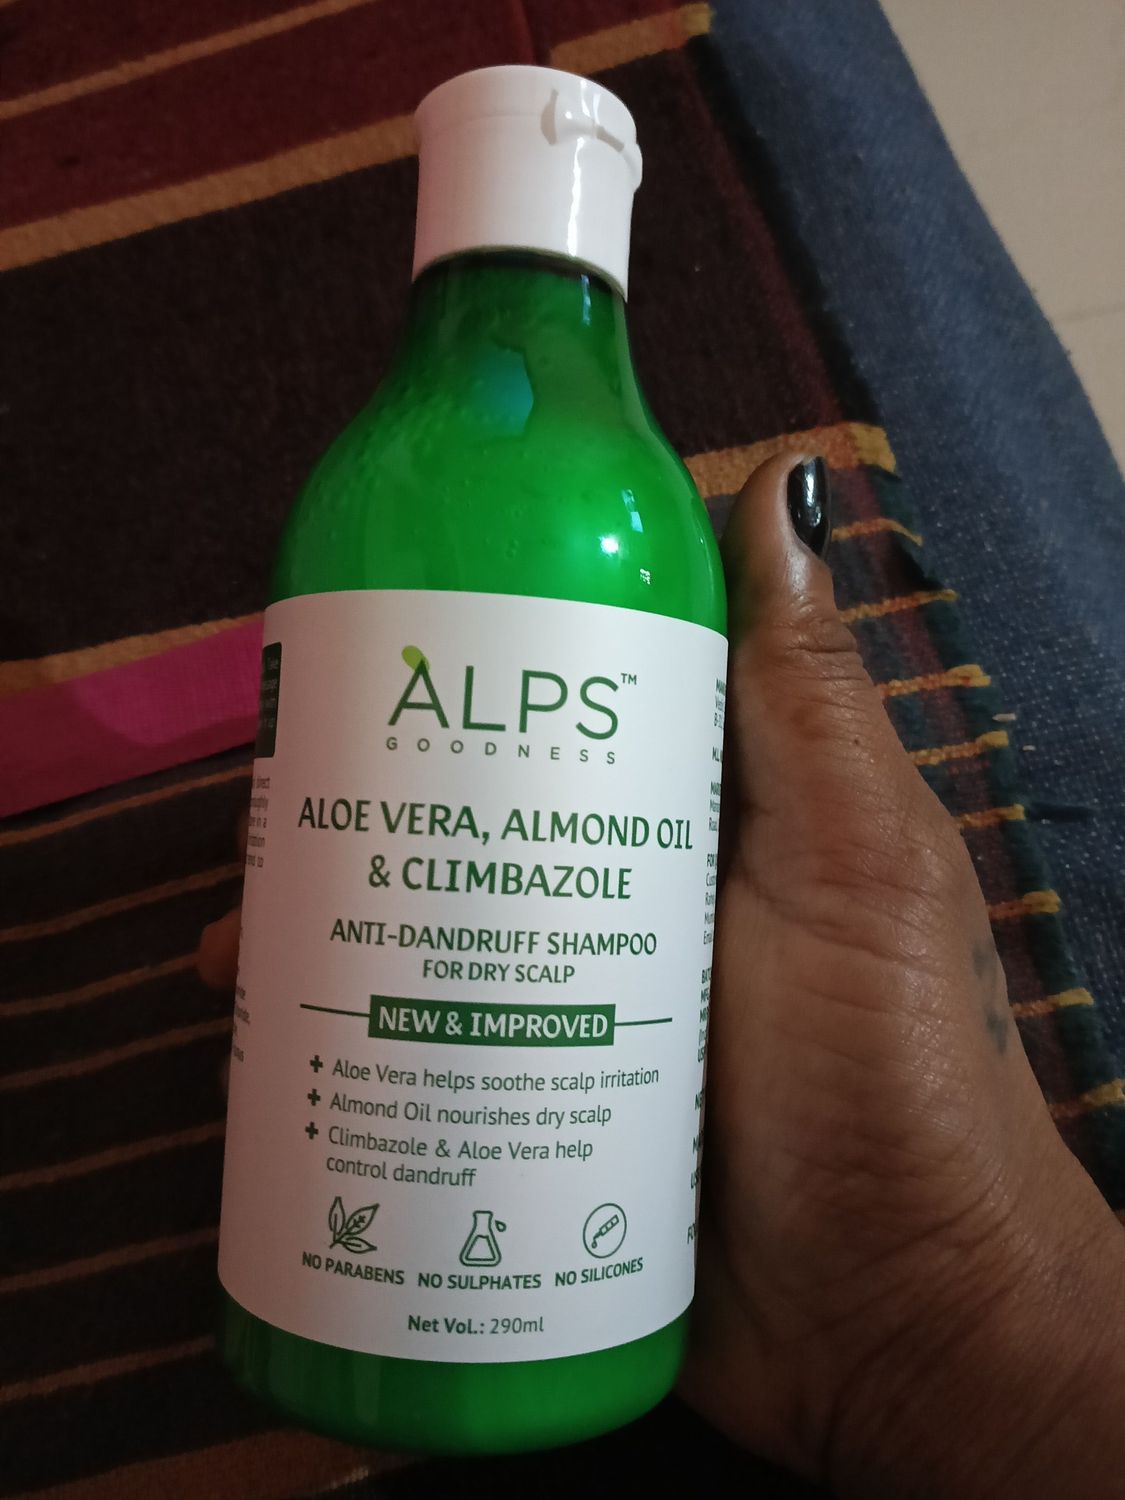 ALPS™
GOODNESS
ALOE VERA, ALMOND OIL
& CLIMBAZOLE
ANTI-DANDRUFF SHAMPOO
FOR DRY SCALP
NEW & IMPROVED
+ Aloe Vera helps soothe scalp irritation
+ Almond Oil nourishes dry scalp
+ Climbazole & Aloe Vera help
control dandruff
NO PARABENS NO SULPHATES NO SILICONES
Net Vol.: 290ml